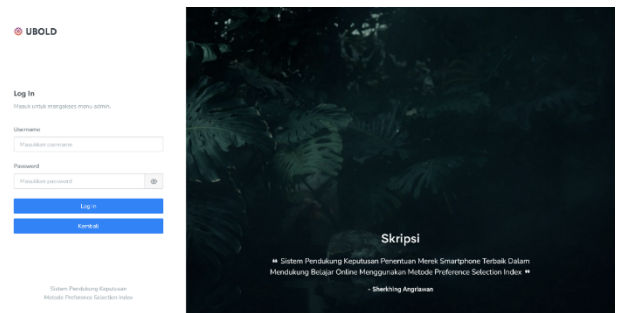 UBOLD
Log In
Masuk untuk mengakses menu admin.
Username
Masukkan username
Password
Masukkan password
Log In
Kembali
Sistem Pendukung Keputusan
Metode Preference Selection Index
Skripsi
❝ Sistem Pendukung Keputusan Penentuan Merek Smartphone Terbaik Dalam
Mendukung Belajar Online Menggunakan Metode Preference Selection Index ❞
- Sherkhing Angriawan